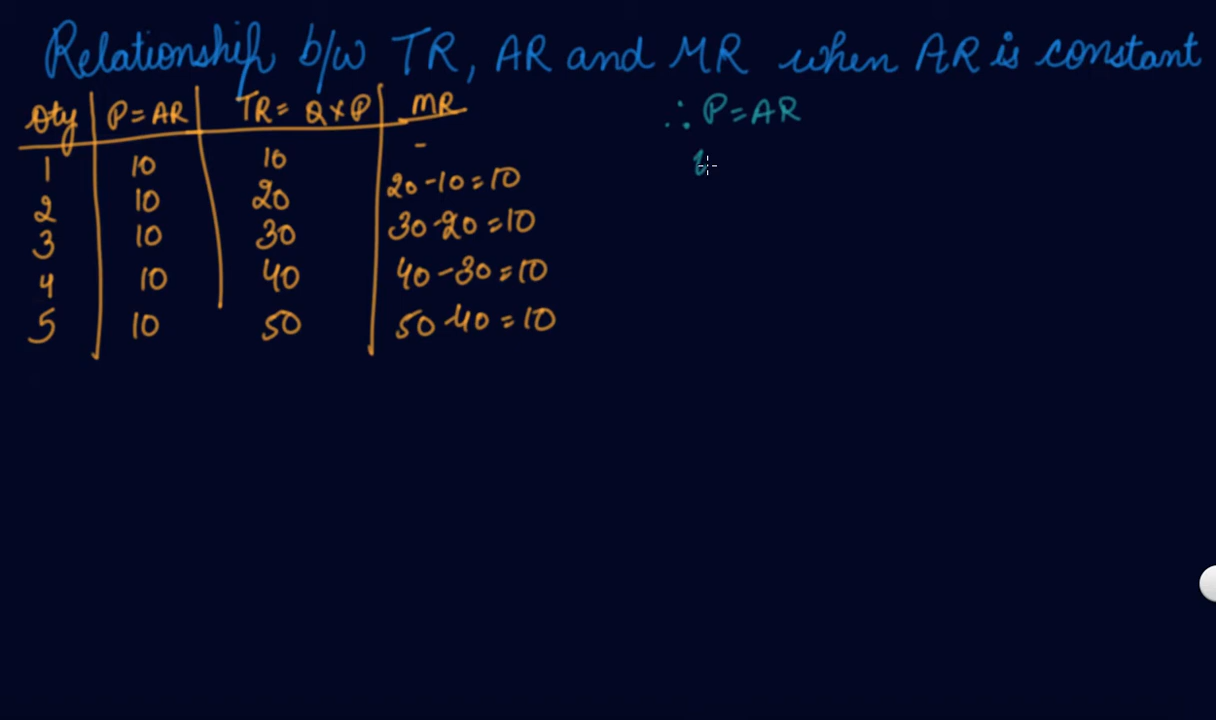 Relationship b/w TR, AR and MR when AR is constant
Qty P = AR TR = Q x P MR
1 10 10 -
2 10 20 20 - 10 = 10
3 10 30 30 - 20 = 10
4 10 40 40 - 30 = 10
5 10 50 50 - 40 = 10
∴ P = AR